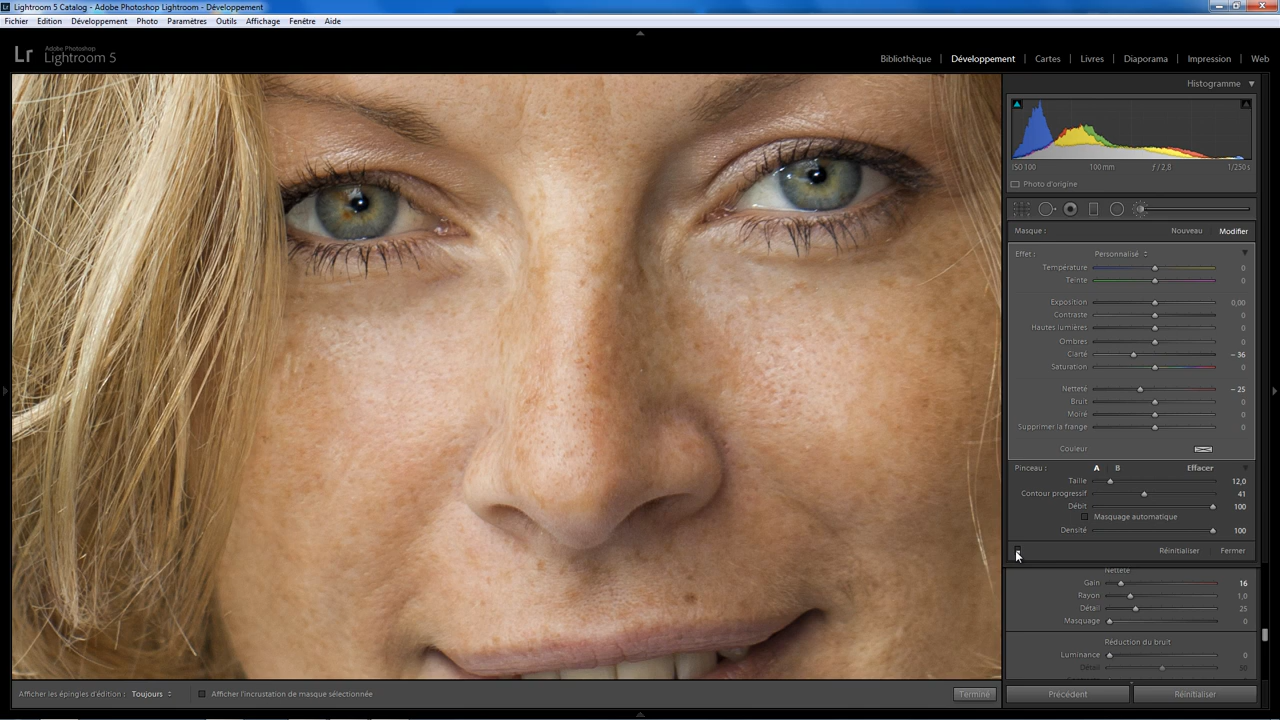 Lightroom 5 Catalog - Adobe Photoshop Lightroom - Développement
Fichier Edition Développement Photo Paramètres Outils Affichage Fenêtre Aide
Lr Adobe Photoshop Lightroom 5
Bibliothèque | Développement | Cartes | Livres | Diaporama | Impression | Web
Histogramme
ISO 100 100 mm ƒ / 2,8 1/250 s
Photo d'origine
Masque : Nouveau Modifier
Effet : Personnalisé
Température 0
Teinte 0
Exposition 0,00
Contraste 0
Hautes lumières 0
Ombres 0
Clarté – 36
Saturation 0
Netteté – 25
Bruit 0
Moiré 0
Supprimer la frange 0
Couleur
Pinceau : A B Effacer
Taille 12,0
Contour progressif 41
Débit 100
Masquage automatique
Densité 100
Réinitialiser Fermer
Netteté
Gain 16
Rayon 1,0
Détail 25
Masquage 0
Réduction du bruit
Luminance 0
Détail 50
Afficher les épingles d'édition : Toujours Afficher l'incrustation de masque sélectionnée Terminé
Précédent Réinitialiser